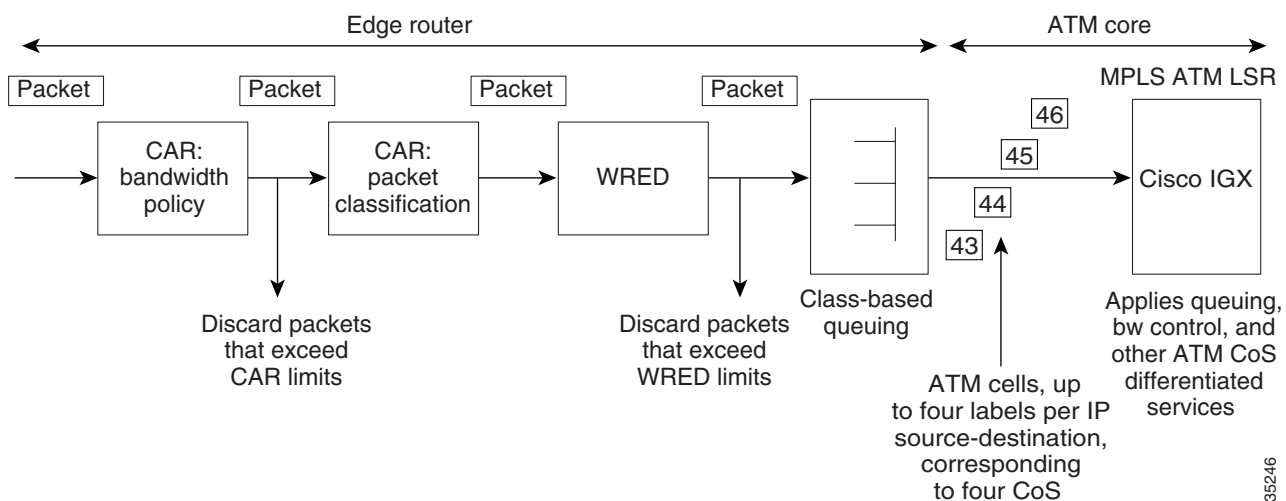 Edge router
ATM core
Packet
Packet
Packet
Packet
MPLS ATM LSR
CAR:
bandwidth
policy
CAR:
packet
classification
WRED
46
45
44
43
Cisco IGX
Discard packets
that exceed
CAR limits
Discard packets
that exceed
WRED limits
Class-based
queuing
ATM cells, up
to four labels per IP
source-destination,
corresponding
to four CoS
Applies queuing,
bw control, and
other ATM CoS
differentiated
services
35246